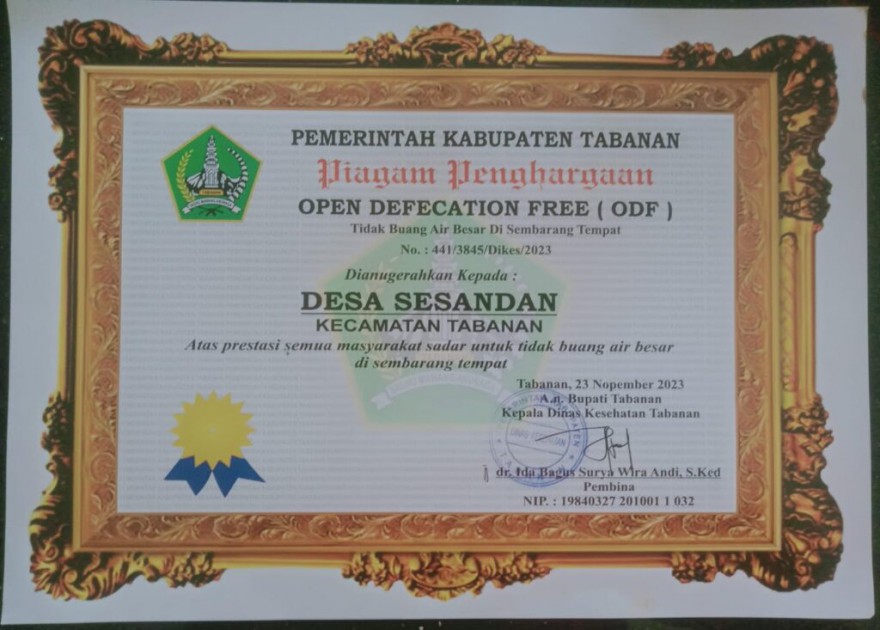 PEMERINTAH KABUPATEN TABANAN
Piagam Penghargaan
OPEN DEFECATION FREE ( ODF )
Tidak Buang Air Besar Di Sembarang Tempat
No. : 441/3845/Dikes/2023
Dianugerahkan Kepada :
DESA SESANDAN
KECAMATAN TABANAN
Atas prestasi semua masyarakat sadar untuk tidak buang air besar
di sembarang tempat
Tabanan, 23 Nopember 2023
A.n. Bupati Tabanan
Kepala Dinas Kesehatan Tabanan
dr. Ida Bagus Surya Wira Andi, S.Ked
Pembina
NIP. : 19840327 201001 1 032